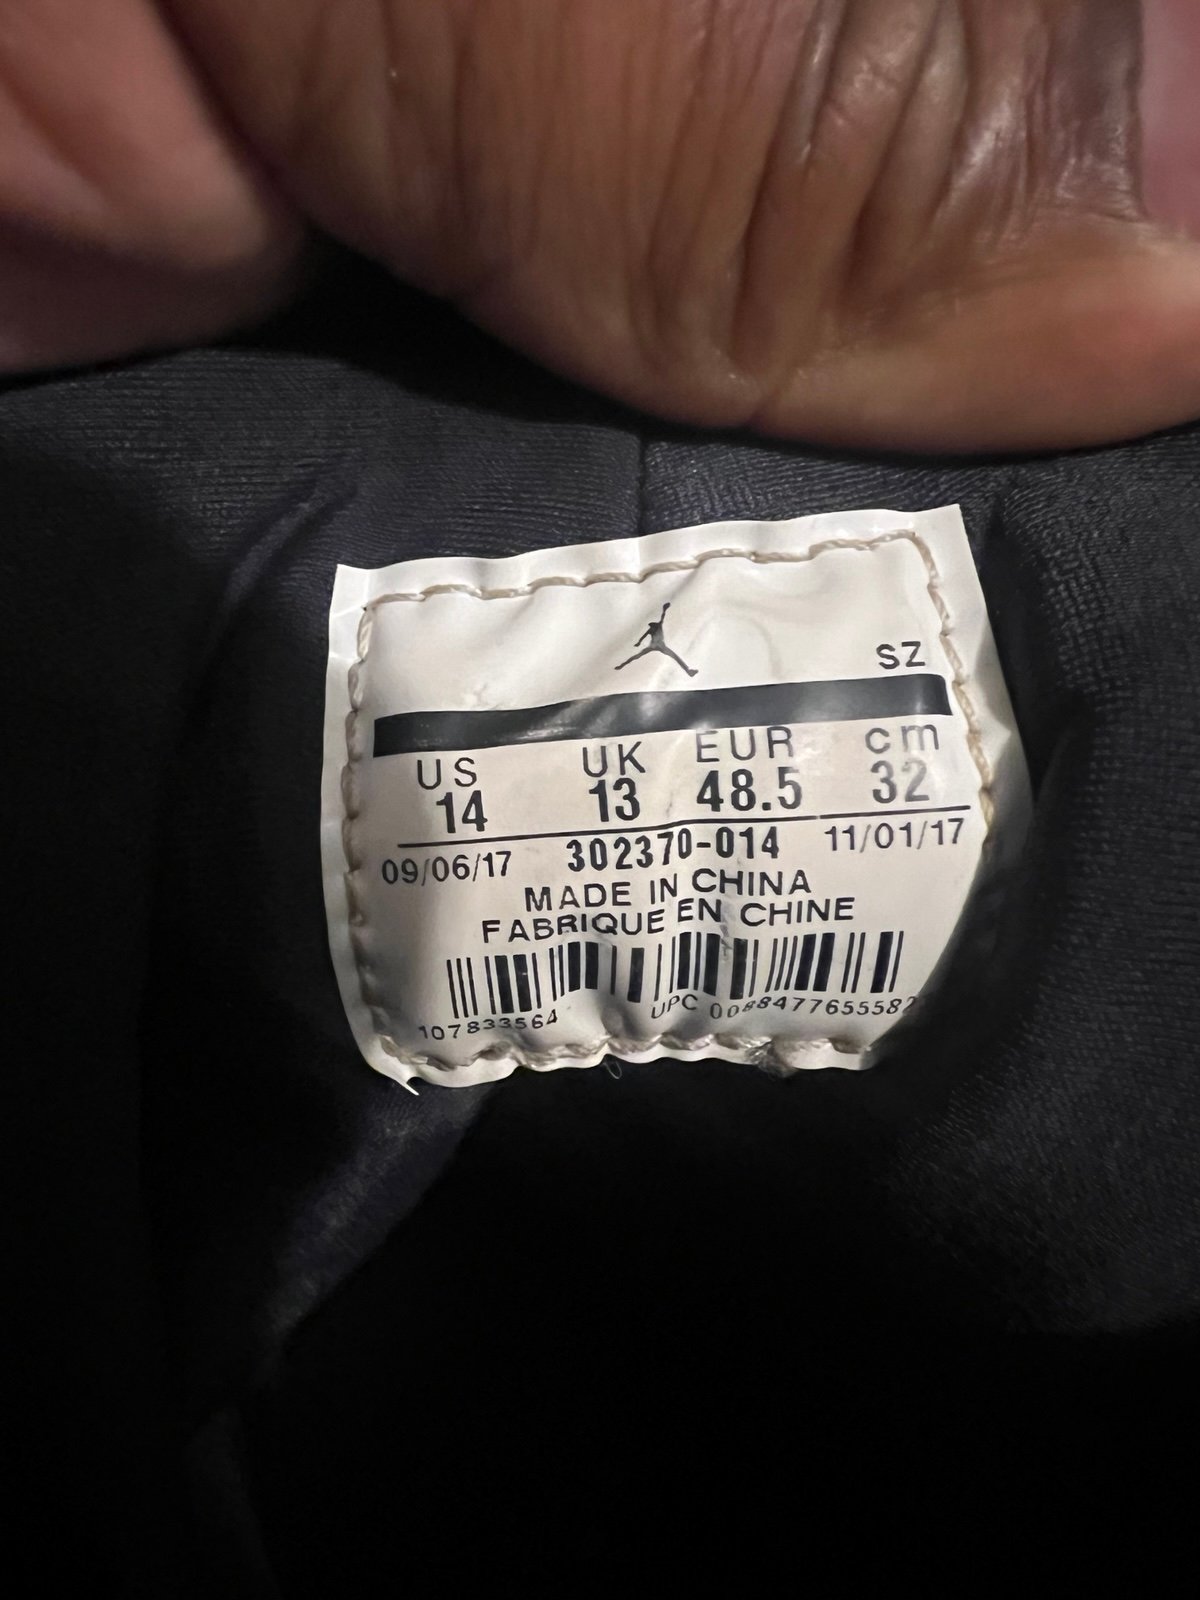 SZ
US UK EUR cm
14 13 48.5 32
09/06/17 302370-014 11/01/17
MADE IN CHINA
FABRIQUE EN CHINE
107833564 UPC 00884776555582